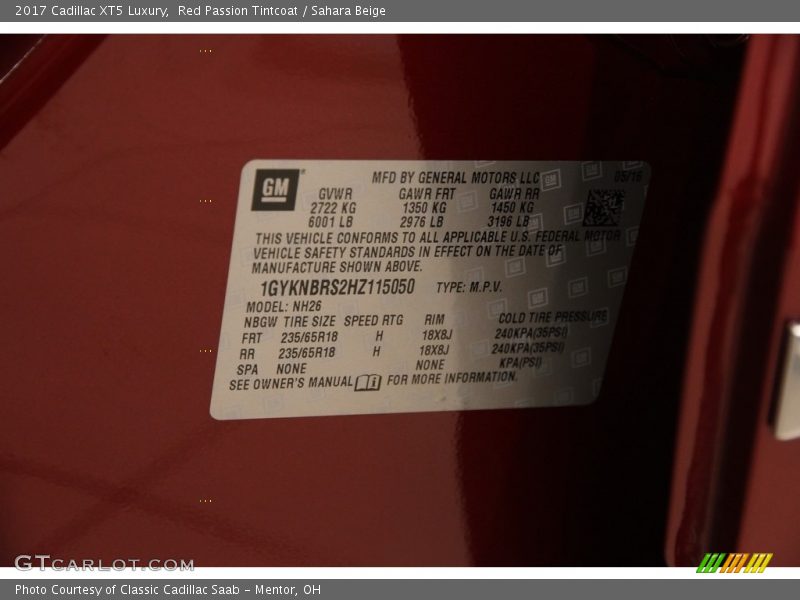 2017 Cadillac XT5 Luxury, Red Passion Tintcoat / Sahara Beige
GM
MFD BY GENERAL MOTORS LLC 05/16
GVWR GAWR FRT GAWR RR
2722 KG 1350 KG 1450 KG
6001 LB 2976 LB 3196 LB
THIS VEHICLE CONFORMS TO ALL APPLICABLE U.S. FEDERAL MOTOR
VEHICLE SAFETY STANDARDS IN EFFECT ON THE DATE OF
MANUFACTURE SHOWN ABOVE.
1GYKNBRS2HZ115050 TYPE: M.P.V.
MODEL: NH26
NBGW TIRE SIZE SPEED RTG RIM COLD TIRE PRESSURE
FRT 235/65R18 H 18X8J 240KPA(35PSI)
RR 235/65R18 H 18X8J 240KPA(35PSI)
SPA NONE NONE KPA(PSI)
SEE OWNER'S MANUAL FOR MORE INFORMATION.
GTCARLOT.COM
Photo Courtesy of Classic Cadillac Saab - Mentor, OH